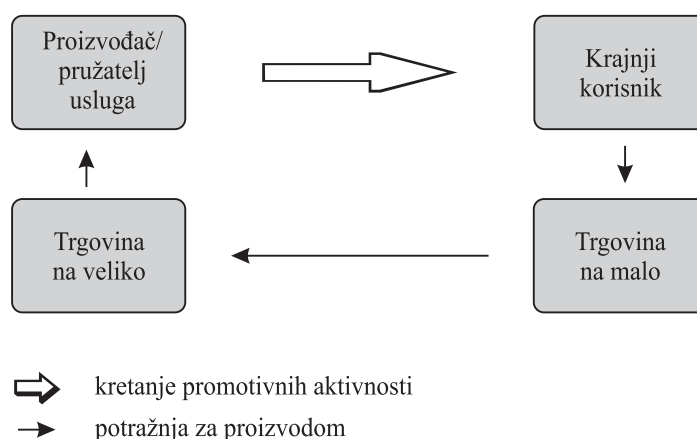 Proizvođač/
pružatelj
usluga
Krajnji
korisnik
Trgovina
na veliko
Trgovina
na malo
kretanje promotivnih aktivnosti
potražnja za proizvodom